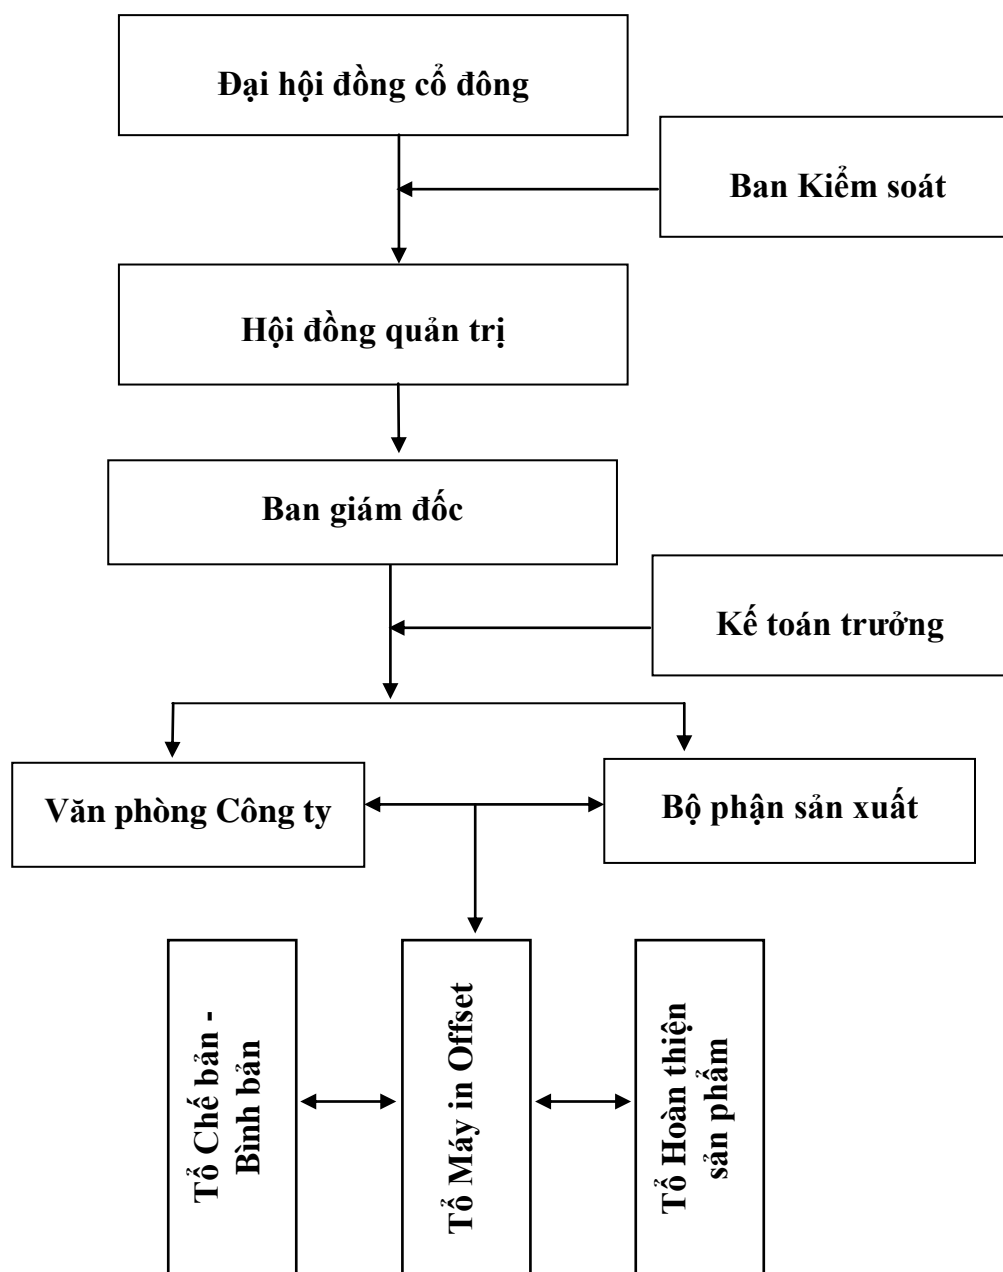 Đại hội đồng cổ đông
Ban Kiểm soát
Hội đồng quản trị
Ban giám đốc
Kế toán trưởng
Văn phòng Công ty
Bộ phận sản xuất
Tổ Chế bản -
Bình bản
Tổ Máy in Offset
Tổ Hoàn thiện
sản phẩm